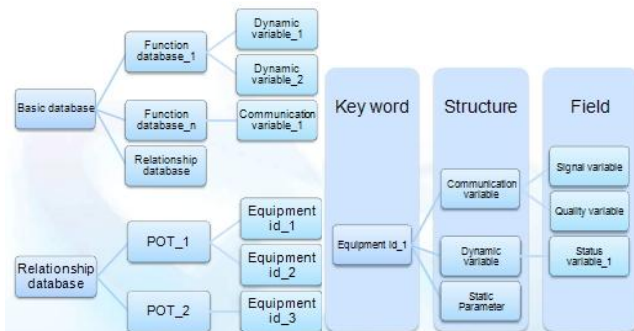 Basic database
Function
database_1
Dynamic
variable_1
Dynamic
variable_2
Function
database_n
Communication
variable_1
Relationship
database
Relationship
database
POT_1
Equipment
id_1
Equipment
id_2
POT_2
Equipment
id_3
Key word
Equipment id_1
Structure
Communication
variable
Dynamic
variable
Static
Parameter
Field
Signal variable
Quality variable
Status
variable_1